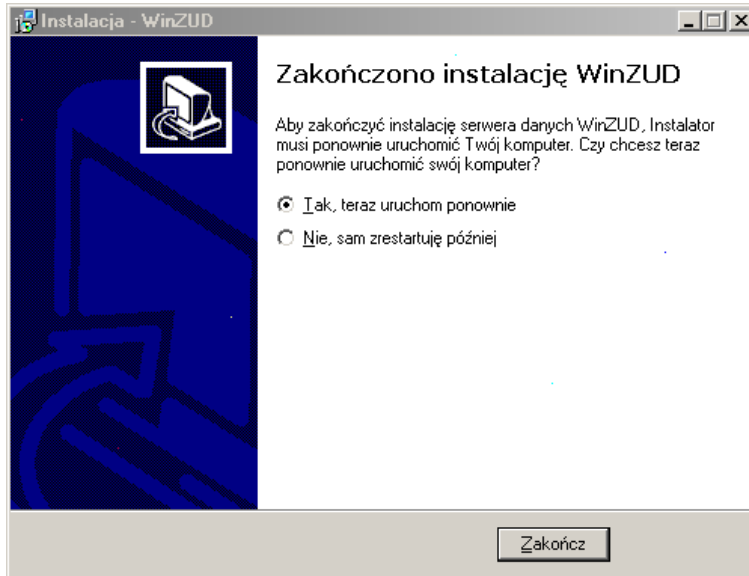 Instalacja - WinZUD
Zakończono instalację WinZUD
Aby zakończyć instalację serwera danych WinZUD, Instalator
musi ponownie uruchomić Twój komputer. Czy chcesz teraz
ponownie uruchomić swój komputer?
Tak, teraz uruchom ponownie
Nie, sam zrestartuję później
Zakończ